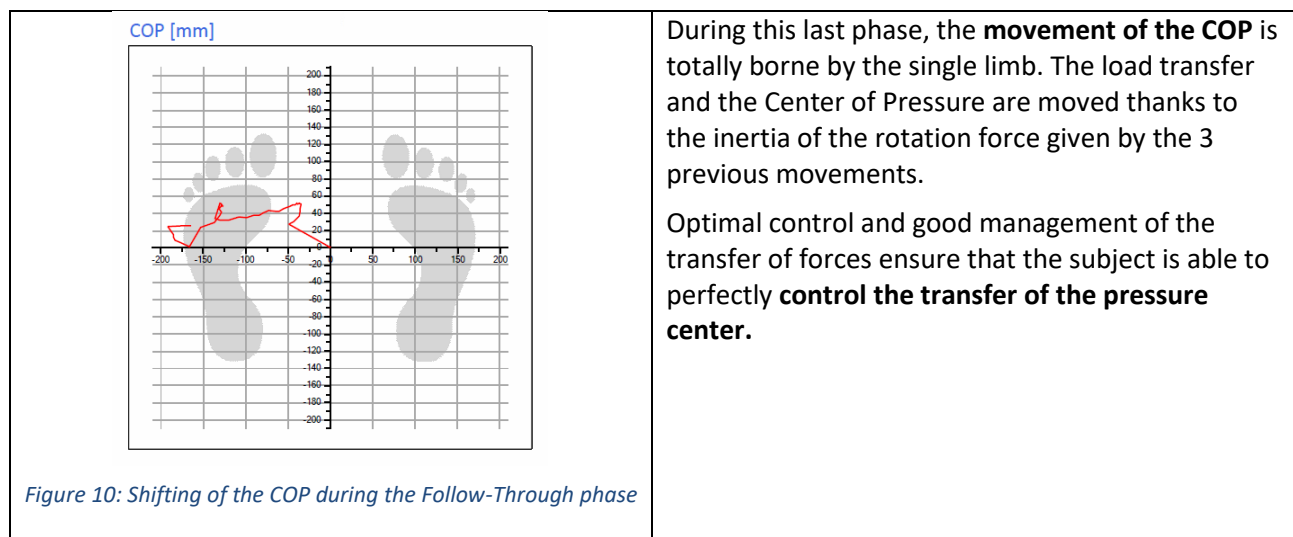 COP [mm]
200
180
160
140
120
100
80
60
40
20
0
-200 -150 -100 -50 0 50 100 150 200
-20
-40
-60
-80
-100
-120
-140
-160
-180
-200
Figure 10: Shifting of the COP during the Follow-Through phase
During this last phase, the movement of the COP is
totally borne by the single limb. The load transfer
and the Center of Pressure are moved thanks to
the inertia of the rotation force given by the 3
previous movements.
Optimal control and good management of the
transfer of forces ensure that the subject is able to
perfectly control the transfer of the pressure
center.